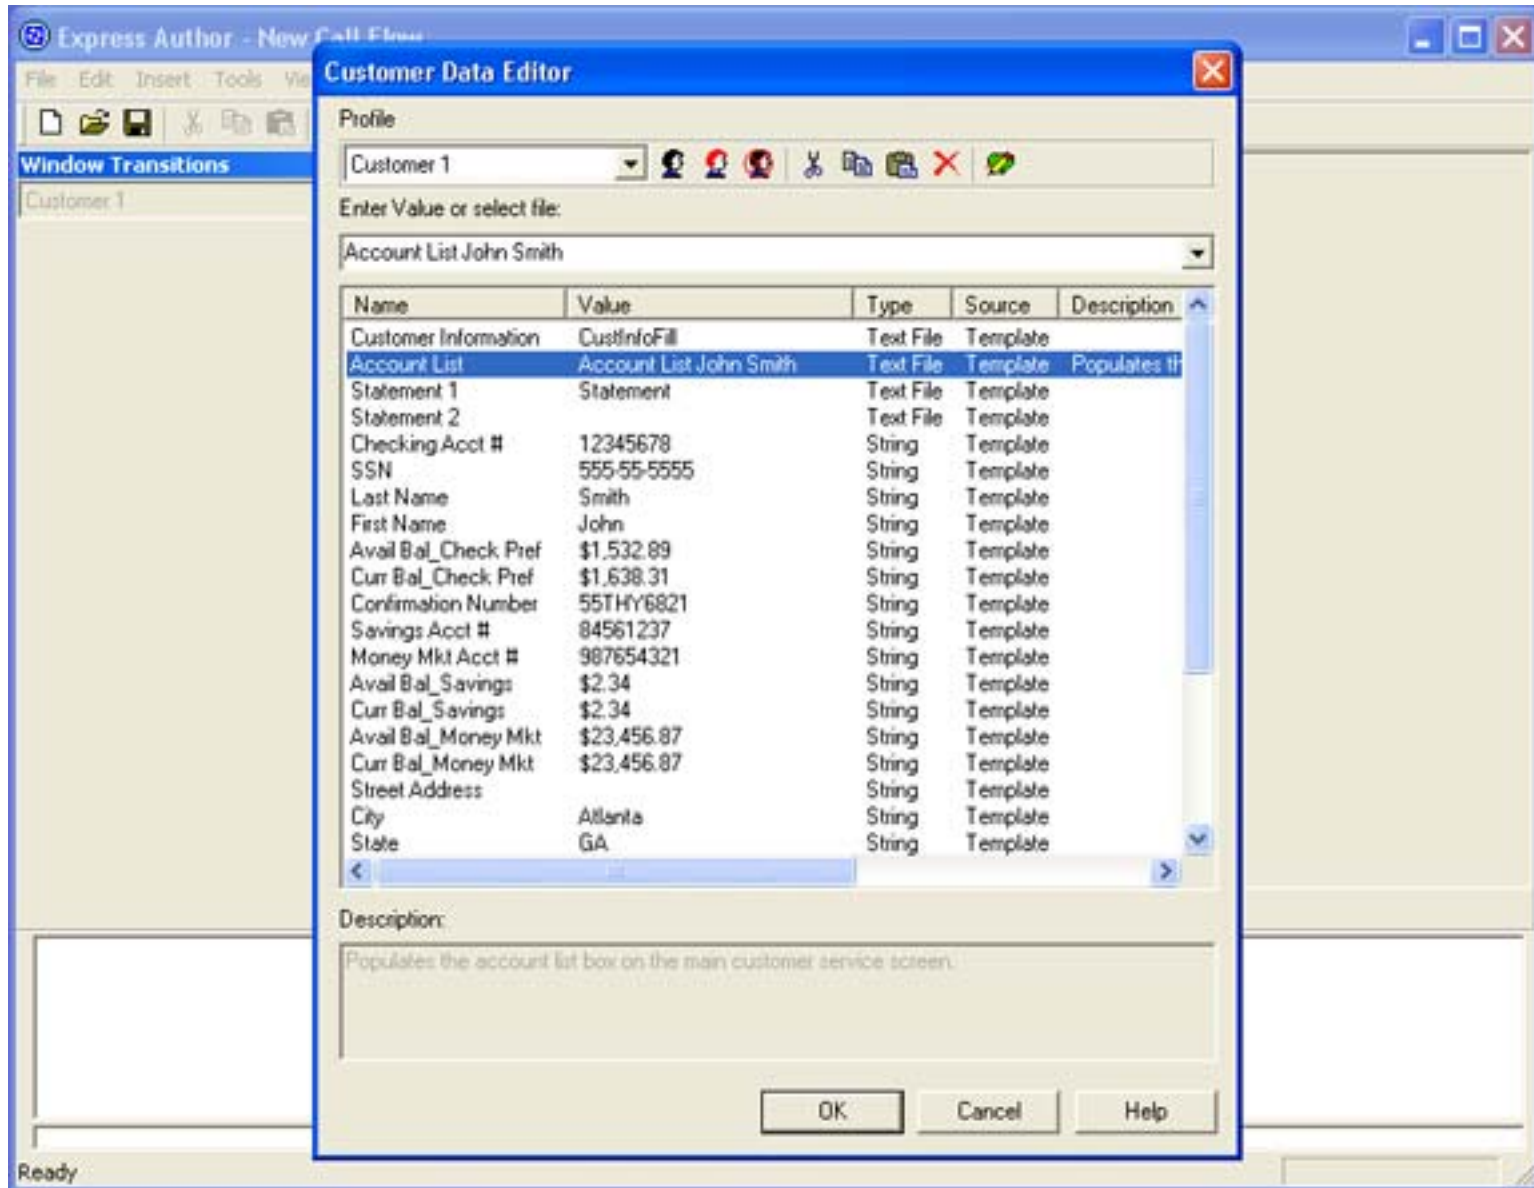 Express Author - New Call Flow
File Edit Insert Tools Vie
Window Transitions
Customer 1
Customer Data Editor
Profile
Customer 1
Enter Value or select file:
Account List John Smith
Name Value Type Source Description
Customer Information CustInfoFill Text File Template
Account List Account List John Smith Text File Template Populates th
Statement 1 Statement Text File Template
Statement 2 Text File Template
Checking Acct # 12345678 String Template
SSN 555-55-5555 String Template
Last Name Smith String Template
First Name John String Template
Avail Bal_Check Pref $1,532.89 String Template
Curr Bal_Check Pref $1,638.31 String Template
Confirmation Number 55THY6821 String Template
Savings Acct # 84561237 String Template
Money Mkt Acct # 987654321 String Template
Avail Bal_Savings $2.34 String Template
Curr Bal_Savings $2.34 String Template
Avail Bal_Money Mkt $23,456.87 String Template
Curr Bal_Money Mkt $23,456.87 String Template
Street Address String Template
City Atlanta String Template
State GA String Template
Description:
Populates the account list box on the main customer service screen.
OK Cancel Help
Ready